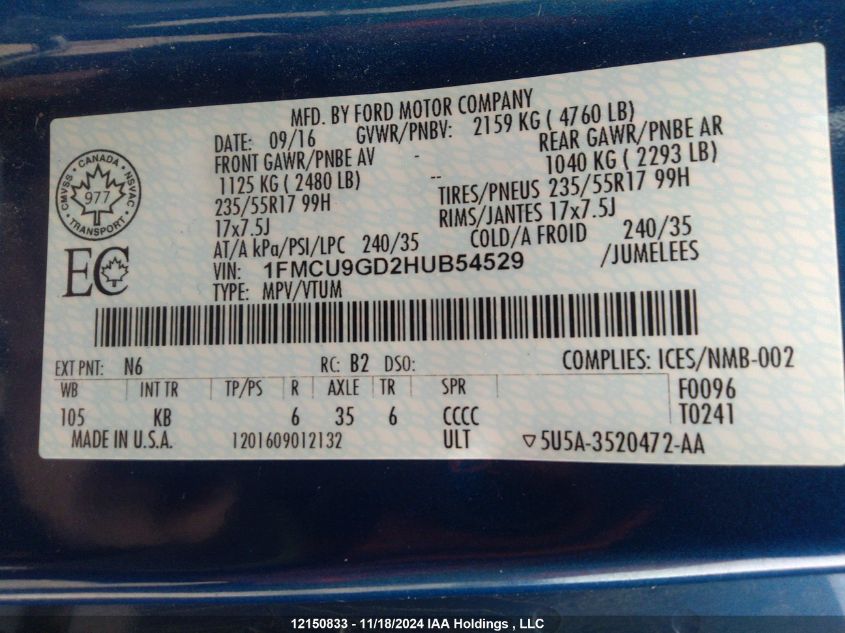 MFD. BY FORD MOTOR COMPANY
DATE: 09/16 GVWR/PNBV: 2159 KG ( 4760 LB)
FRONT GAWR/PNBE AV - REAR GAWR/PNBE AR
1125 KG ( 2480 LB) -- 1040 KG ( 2293 LB)
235/55R17 99H TIRES/PNEUS 235/55R17 99H
17x7.5J RIMS/JANTES 17x7.5J
AT/A kPa/PSI/LPC 240/35 COLD/A FROID 240/35
VIN: 1FMCU9GD2HUB54529 /JUMELEES
TYPE: MPV/VTUM
CANADA
CMVSS NSVAC
977
TRANSPORT
EC
EXT PNT: N6 RC: B2 DSO: COMPLIES: ICES/NMB-002
WB INT TR TP/PS R AXLE TR SPR F0096
105 KB 6 35 6 CCCC T0241
MADE IN U.S.A. 1201609012132 ULT ▽5U5A-3520472-AA
12150833 - 11/18/2024 IAA Holdings , LLC